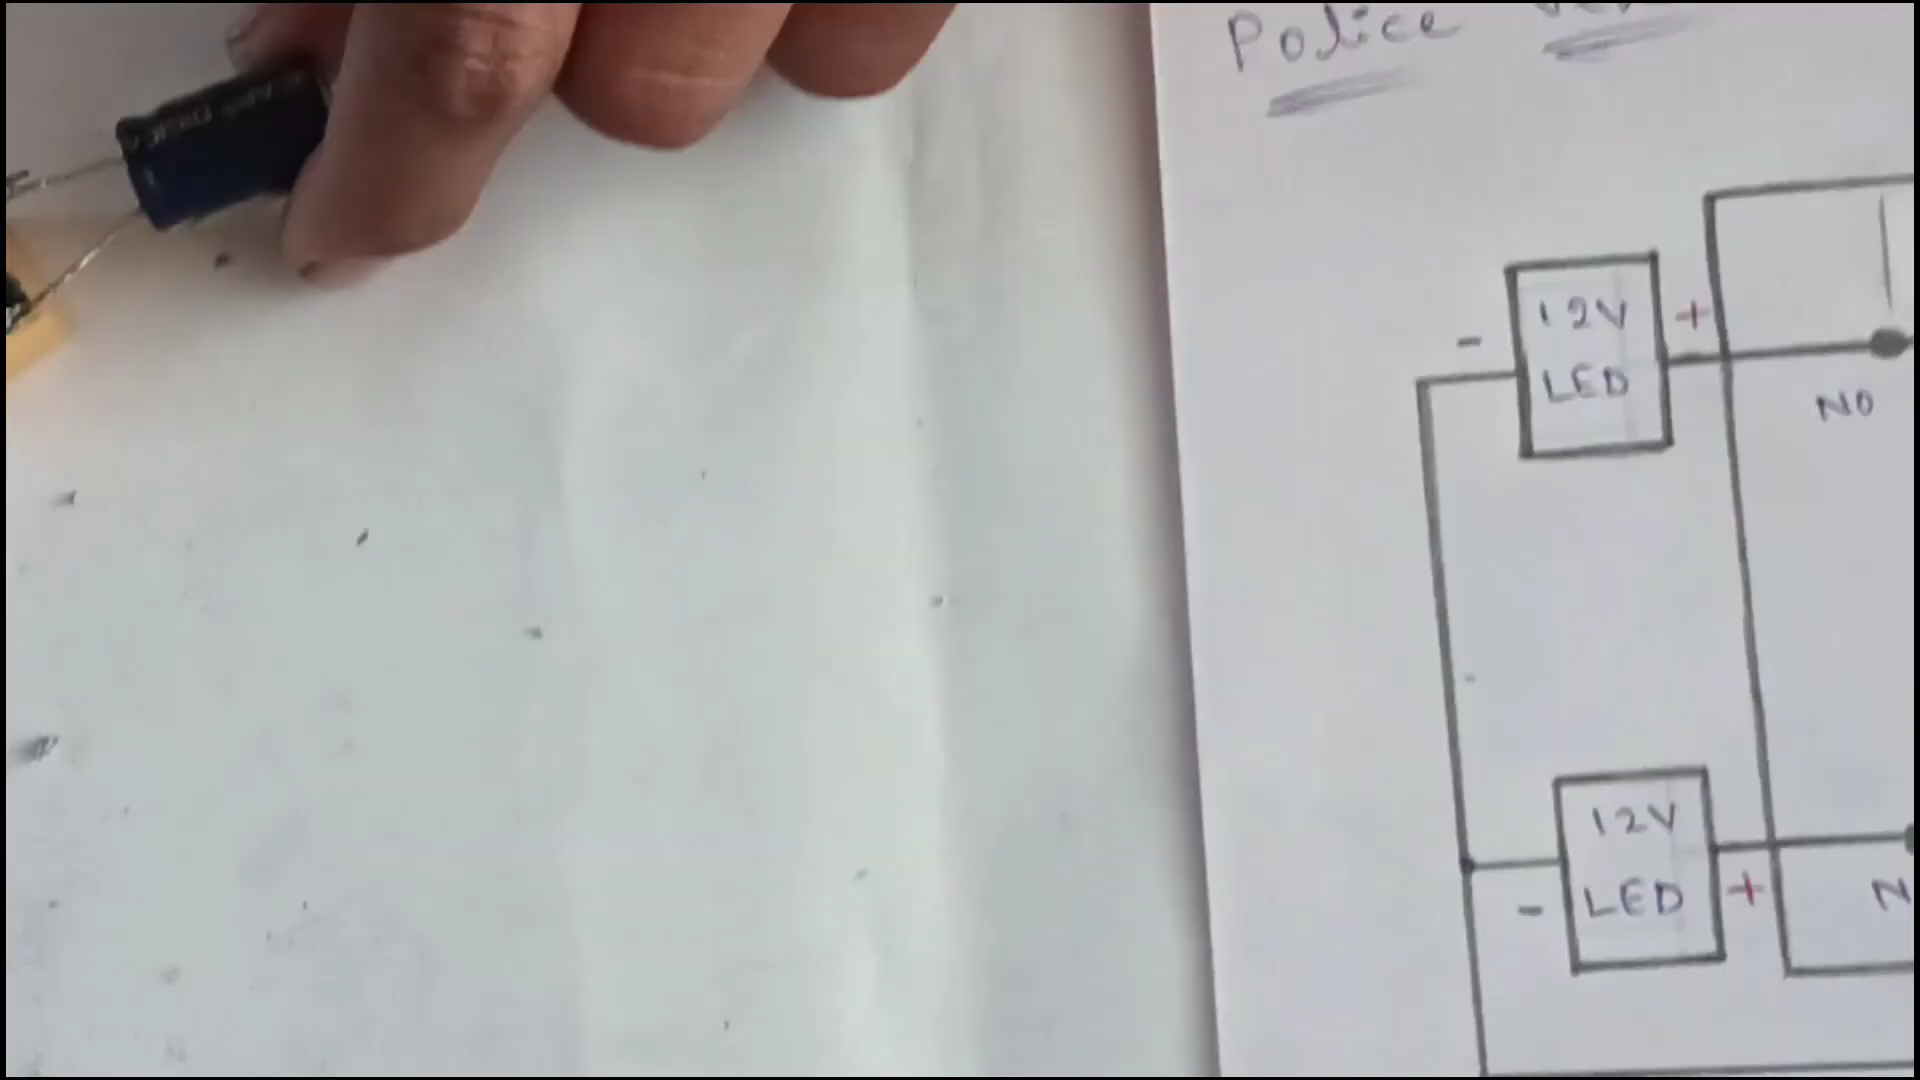 Police
12V
+
-
LED
NO
12V
- LED +